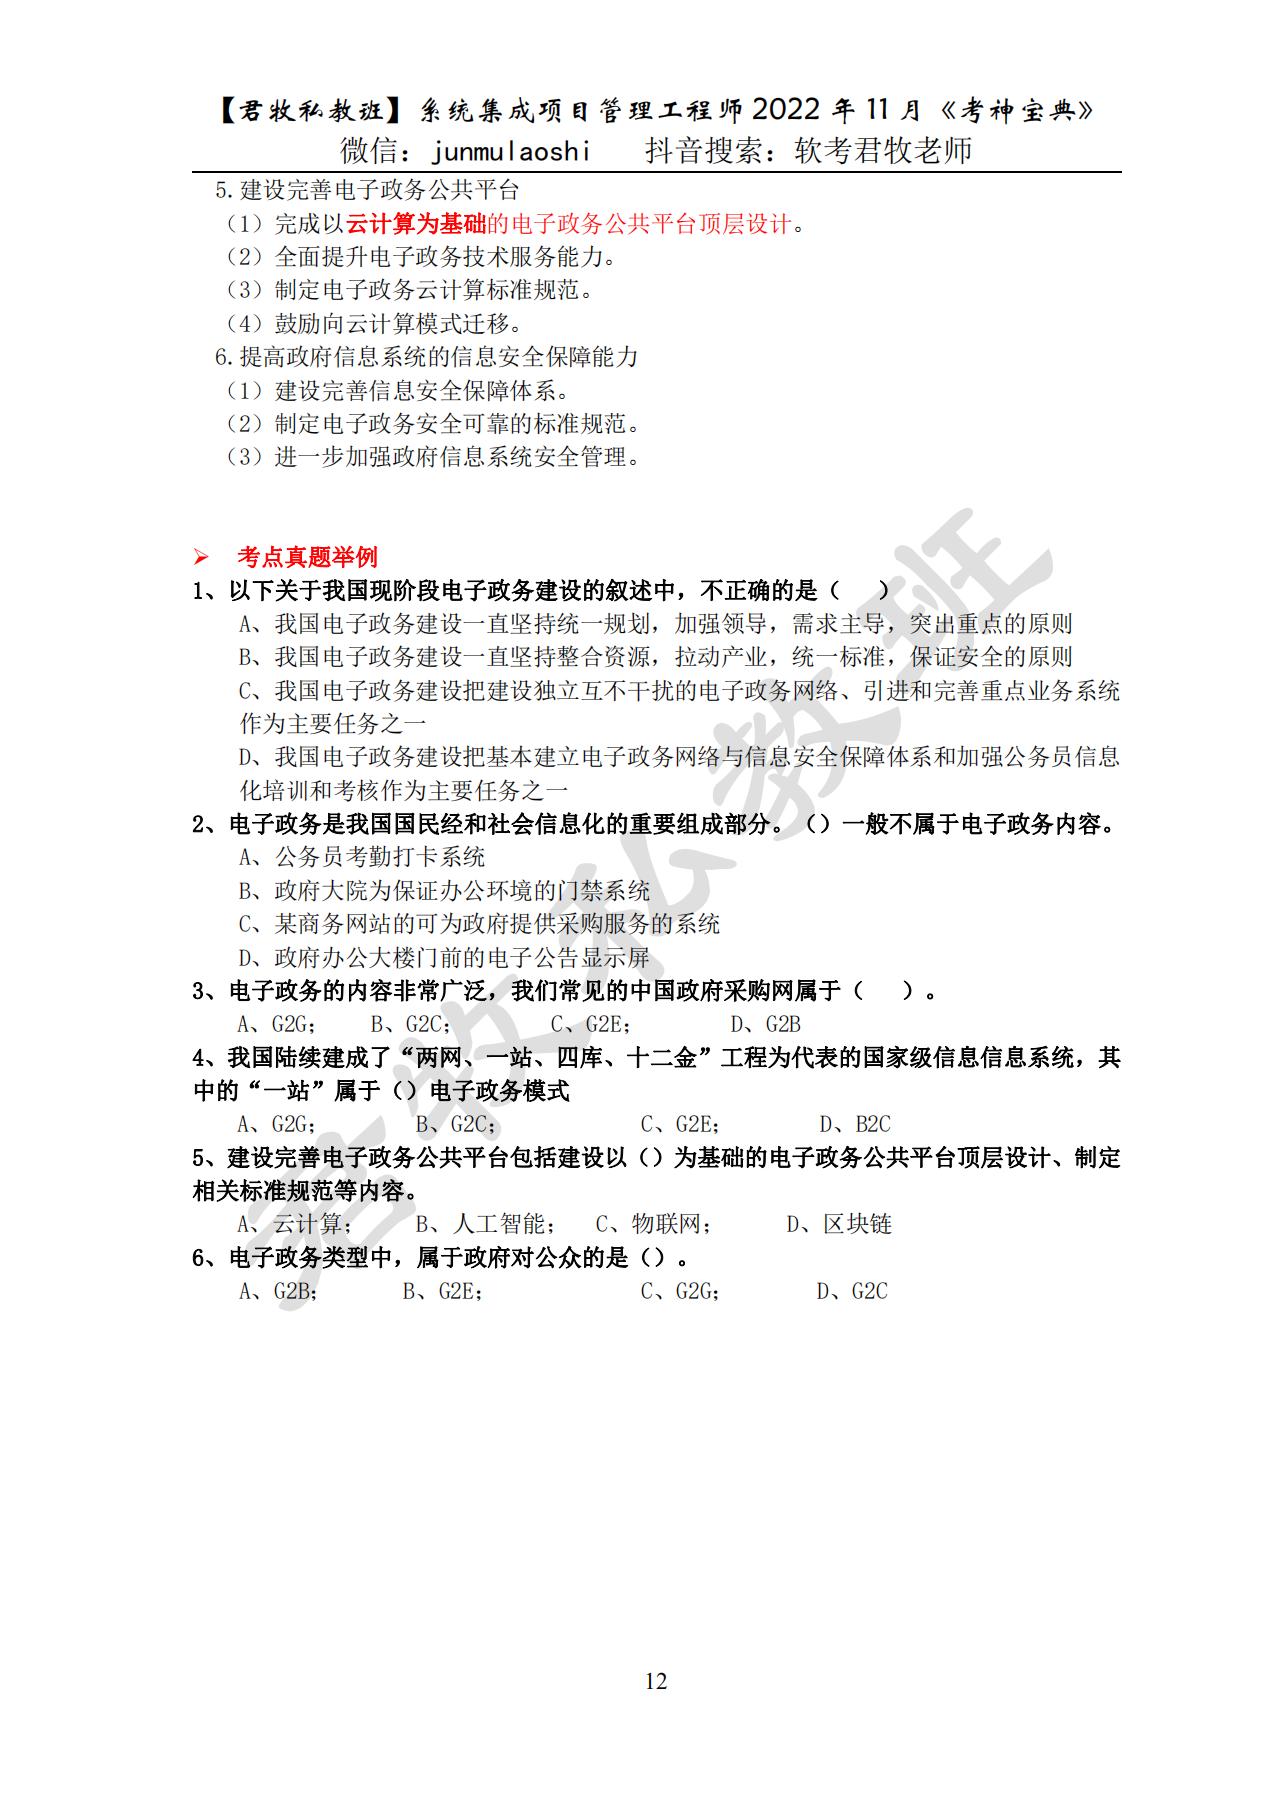 【君牧私教班】系统集成项目管理工程师 2022 年 11 月《考神宝典》
微信：junmulaoshi 抖音搜索：软考君牧老师
5.建设完善电子政务公共平台
（1）完成以云计算为基础的电子政务公共平台顶层设计。
（2）全面提升电子政务技术服务能力。
（3）制定电子政务云计算标准规范。
（4）鼓励向云计算模式迁移。
6.提高政府信息系统的信息安全保障能力
（1）建设完善信息安全保障体系。
（2）制定电子政务安全可靠的标准规范。
（3）进一步加强政府信息系统安全管理。
➢ 考点真题举例
1、以下关于我国现阶段电子政务建设的叙述中，不正确的是（ ）
A、我国电子政务建设一直坚持统一规划，加强领导，需求主导，突出重点的原则
B、我国电子政务建设一直坚持整合资源，拉动产业，统一标准，保证安全的原则
C、我国电子政务建设把建设独立互不干扰的电子政务网络、引进和完善重点业务系统
作为主要任务之一
D、我国电子政务建设把基本建立电子政务网络与信息安全保障体系和加强公务员信息
化培训和考核作为主要任务之一
2、电子政务是我国国民经和社会信息化的重要组成部分。（）一般不属于电子政务内容。
A、公务员考勤打卡系统
B、政府大院为保证办公环境的门禁系统
C、某商务网站的可为政府提供采购服务的系统
D、政府办公大楼门前的电子公告显示屏
3、电子政务的内容非常广泛，我们常见的中国政府采购网属于（ ）。
A、G2G； B、G2C； C、G2E； D、G2B
4、我国陆续建成了“两网、一站、四库、十二金”工程为代表的国家级信息信息系统，其
中的“一站”属于（）电子政务模式
A、G2G； B、G2C； C、G2E； D、B2C
5、建设完善电子政务公共平台包括建设以（）为基础的电子政务公共平台顶层设计、制定
相关标准规范等内容。
A、云计算； B、人工智能； C、物联网； D、区块链
6、电子政务类型中，属于政府对公众的是（）。
A、G2B； B、G2E； C、G2G； D、G2C
君牧私教班
12